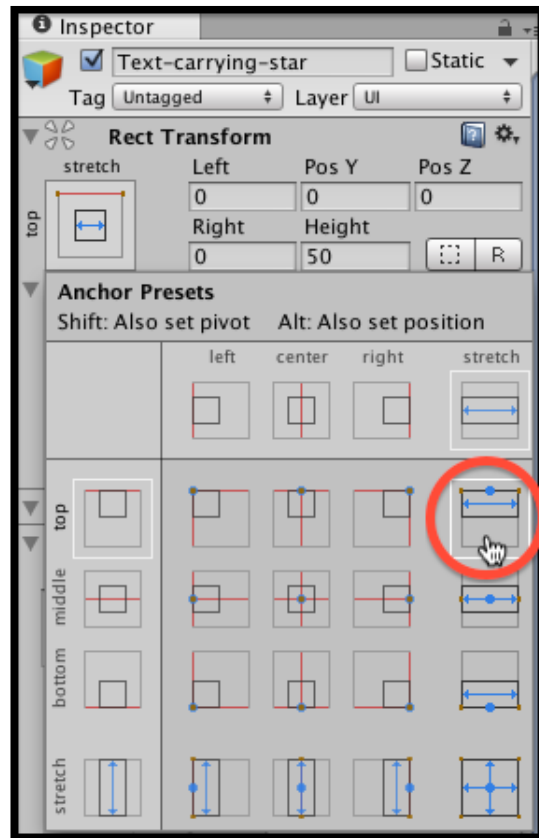 Inspector
Text-carrying-star Static
Tag Untagged Layer UI
Rect Transform
stretch Left Pos Y Pos Z
top 0 0 0
Right Height
0 50 R
Anchor Presets
Shift: Also set pivot Alt: Also set position
left center right stretch
top
middle
bottom
stretch